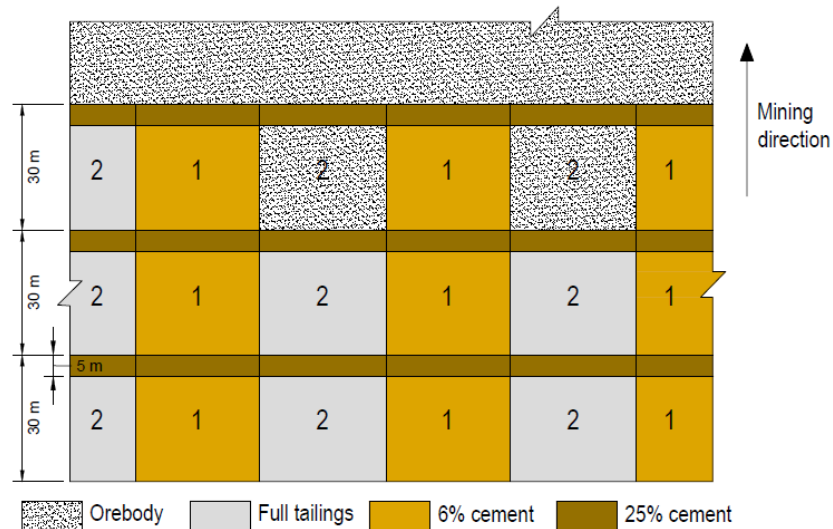 Mining
direction
30 m
2 1 2 1 2 1
30 m
2 1 2 1 2 1
5 m
30 m
2 1 2 1 2 1
Orebody Full tailings 6% cement 25% cement